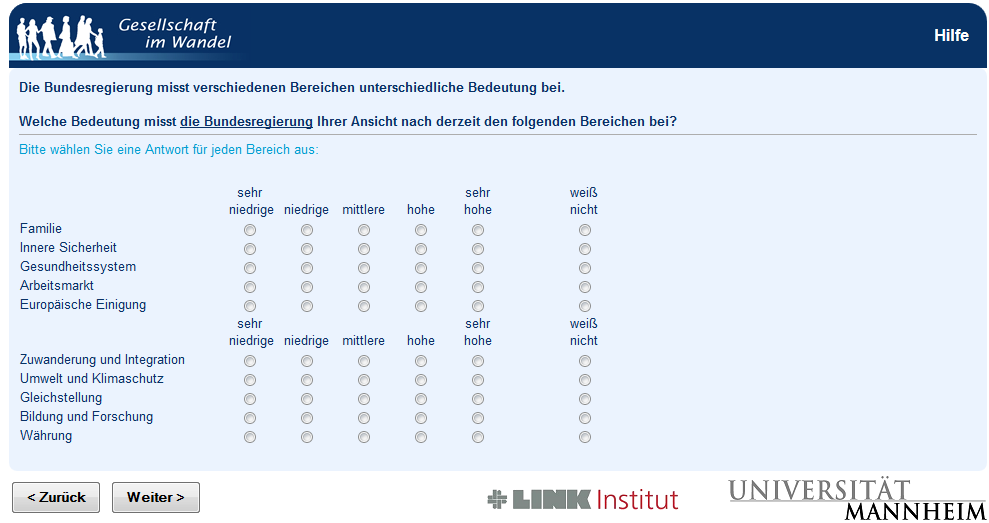 Gesellschaft
im Wandel
Hilfe
Die Bundesregierung misst verschiedenen Bereichen unterschiedliche Bedeutung bei.
Welche Bedeutung misst die Bundesregierung Ihrer Ansicht nach derzeit den folgenden Bereichen bei?
Bitte wählen Sie eine Antwort für jeden Bereich aus:
sehr sehr weiß
niedrige niedrige mittlere hohe hohe nicht
Familie
Innere Sicherheit
Gesundheitssystem
Arbeitsmarkt
Europäische Einigung
sehr sehr weiß
niedrige niedrige mittlere hohe hohe nicht
Zuwanderung und Integration
Umwelt und Klimaschutz
Gleichstellung
Bildung und Forschung
Währung
< Zurück Weiter >
LINK Institut
UNIVERSITÄT
MANNHEIM